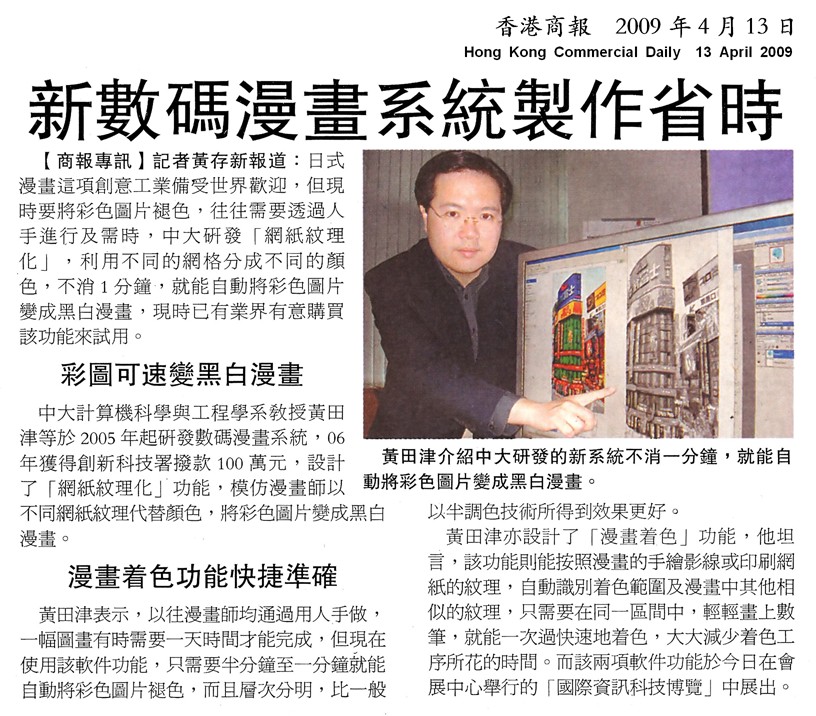 香港商報 2009年4月13日
Hong Kong Commercial Daily 13 April 2009
新數碼漫畫系統製作省時
【商報專訊】記者黃存新報道：日式
漫畫這項創意工業備受世界歡迎，但現
時要將彩色圖片褪色，往往需要透過人
手進行及需時，中大研發「網紙紋理
化」，利用不同的網格分成不同的顏
色，不消1分鐘，就能自動將彩色圖片
變成黑白漫畫，現時已有業界有意購買
該功能來試用。
彩圖可速變黑白漫畫
中大計算機科學與工程學系教授黃田
津等於2005年起研發數碼漫畫系統，06
年獲得創新科技署撥款100萬元，設計
了「網紙紋理化」功能，模仿漫畫師以
不同網紙紋理代替顏色，將彩色圖片變成黑白
漫畫。
漫畫着色功能快捷準確
黃田津表示，以往漫畫師均通過用人手做，
一幅圖畫有時需要一天時間才能完成，但現在
使用該軟件功能，只需要半分鐘至一分鐘就能
自動將彩色圖片褪色，而且層次分明，比一般
黃田津介紹中大研發的新系統不消一分鐘，就能自
動將彩色圖片變成黑白漫畫。
以半調色技術所得到效果更好。
黃田津亦設計了「漫畫着色」功能，他坦
言，該功能則能按照漫畫的手繪影線或印刷網
紙的紋理，自動識別着色範圍及漫畫中其他相
似的紋理，只需要在同一區間中，輕輕畫上數
筆，就能一次過快速地着色，大大減少着色工
序所花的時間。而該兩項軟件功能於今日在會
展中心舉行的「國際資訊科技博覽」中展出。